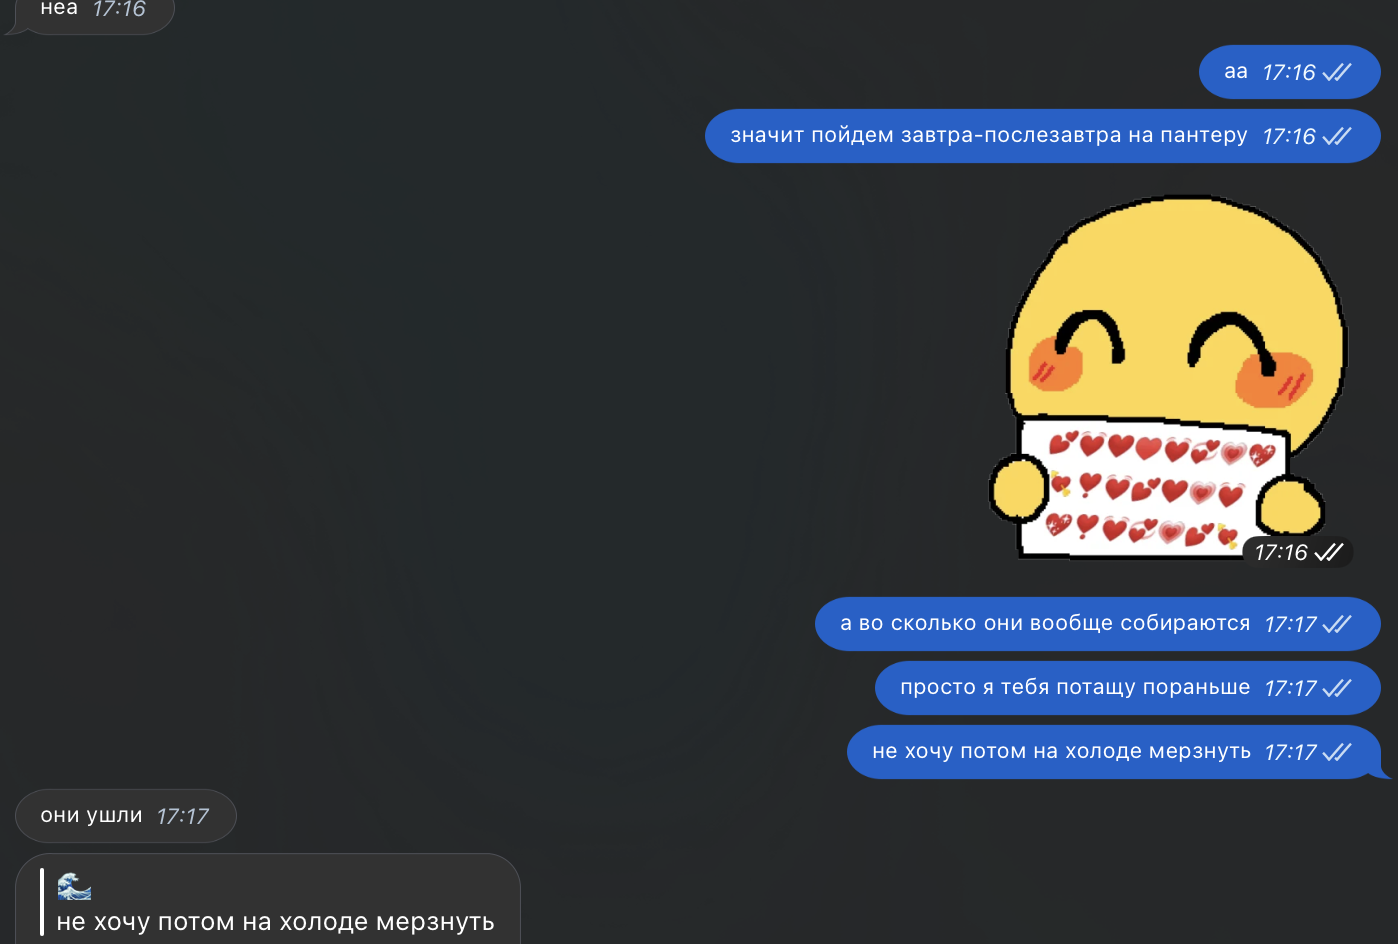 неа 17:16
аа 17:16
значит пойдем завтра-послезавтра на пантеру 17:16
17:16
а во сколько они вообще собираются 17:17
просто я тебя потащу пораньше 17:17
не хочу потом на холоде мерзнуть 17:17
они ушли 17:17
🌊
не хочу потом на холоде мерзнуть